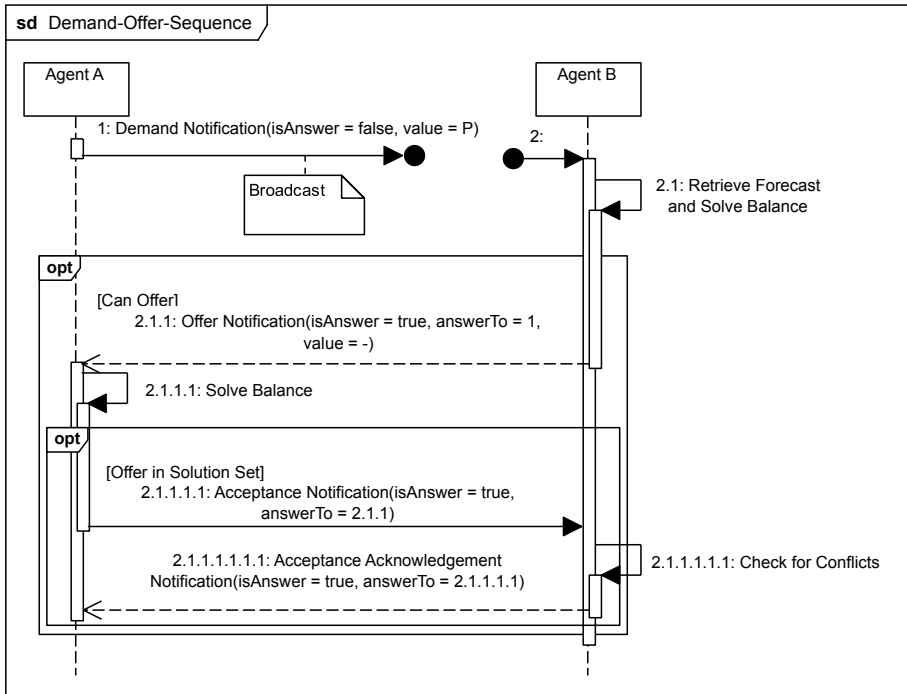 sd Demand-Offer-Sequence
Agent A
Agent B
1: Demand Notification(isAnswer = false, value = P)
2:
Broadcast
2.1: Retrieve Forecast
and Solve Balance
opt
[Can Offer]
2.1.1: Offer Notification(isAnswer = true, answerTo = 1,
value = -)
2.1.1.1: Solve Balance
opt
[Offer in Solution Set]
2.1.1.1.1: Acceptance Notification(isAnswer = true,
answerTo = 2.1.1)
2.1.1.1.1.1: Check for Conflicts
2.1.1.1.1.1.1: Acceptance Acknowledgement
Notification(isAnswer = true, answerTo = 2.1.1.1.1)